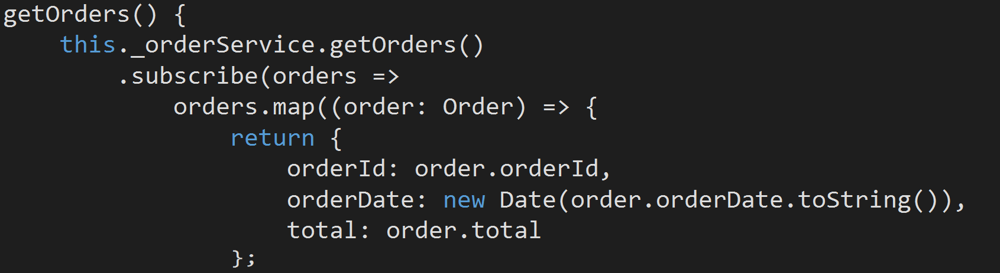 getOrders() {
    this._orderService.getOrders()
        .subscribe(orders =>
            orders.map((order: Order) => {
                return {
                    orderId: order.orderId,
                    orderDate: new Date(order.orderDate.toString()),
                    total: order.total
                };